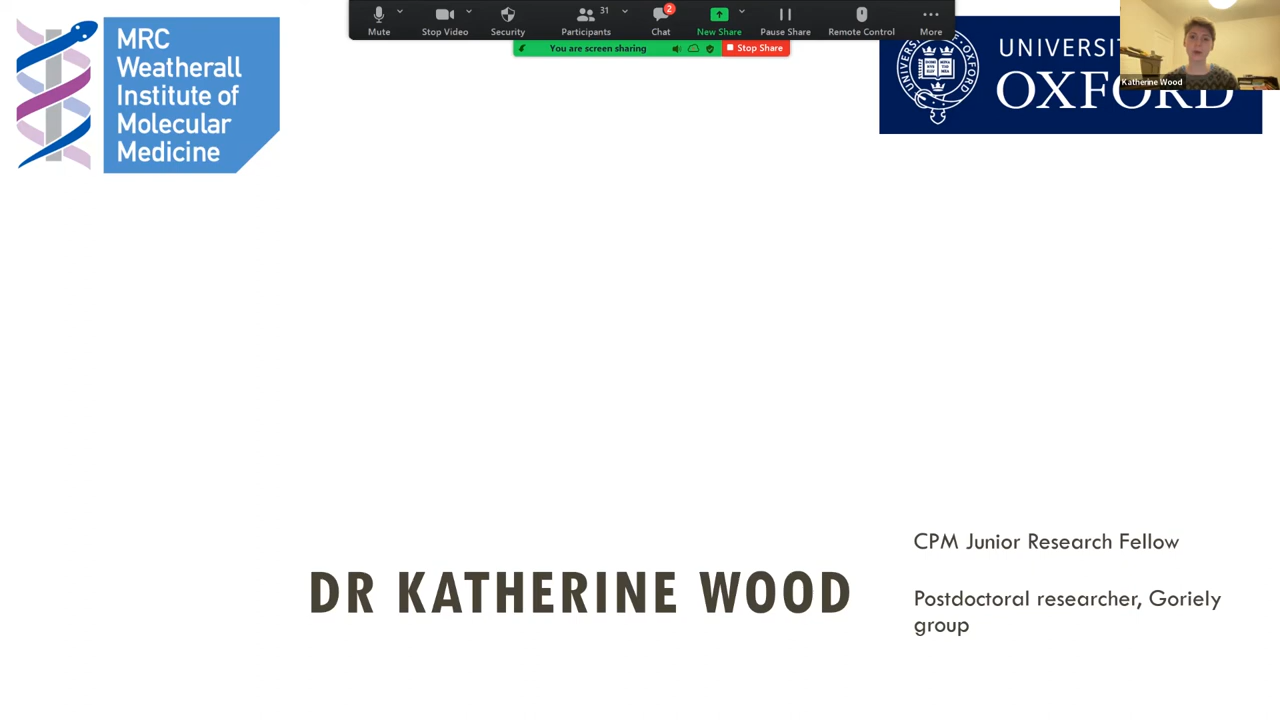 MRC
Weatherall
Institute of
Molecular
Medicine
Mute
Stop Video
Security
Participants
31
Chat
2
New Share
Pause Share
Remote Control
More
You are screen sharing
Stop Share
UNIVERSIT
OXFORD
Katherine Wood
DR KATHERINE WOOD
CPM Junior Research Fellow
Postdoctoral researcher, Goriely
group